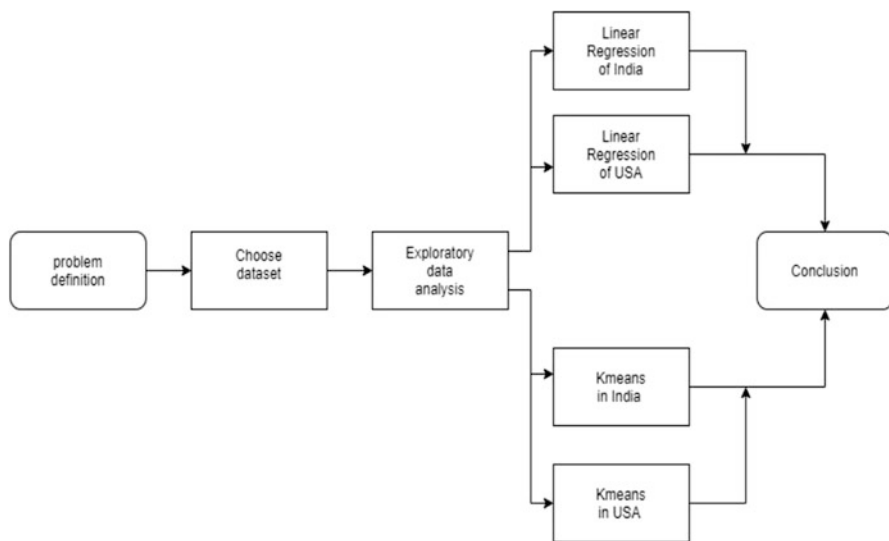 Linear
Regression
of India
Linear
Regression
of USA
problem
definition
Choose
dataset
Exploratory
data
analysis
Conclusion
Kmeans
in India
Kmeans
in USA